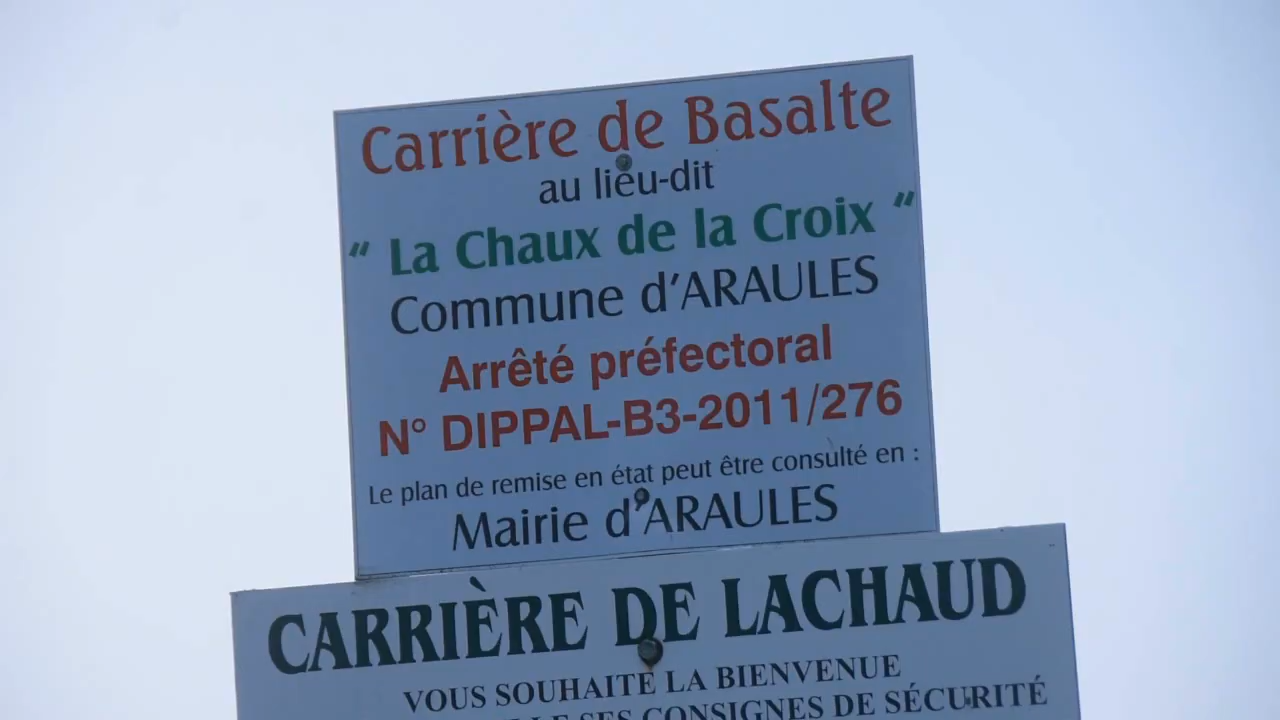 Carrière de Basalte
au lieu-dit
“ La Chaux de la Croix “
Commune d’ARAULES
Arrêté préfectoral
N° DIPPAL-B3-2011/276
Le plan de remise en état peut être consulté en :
Mairie d’ARAULES
CARRIÈRE DE LACHAUD
VOUS SOUHAITE LA BIENVENUE
SES CONSIGNES DE SÉCURITÉ